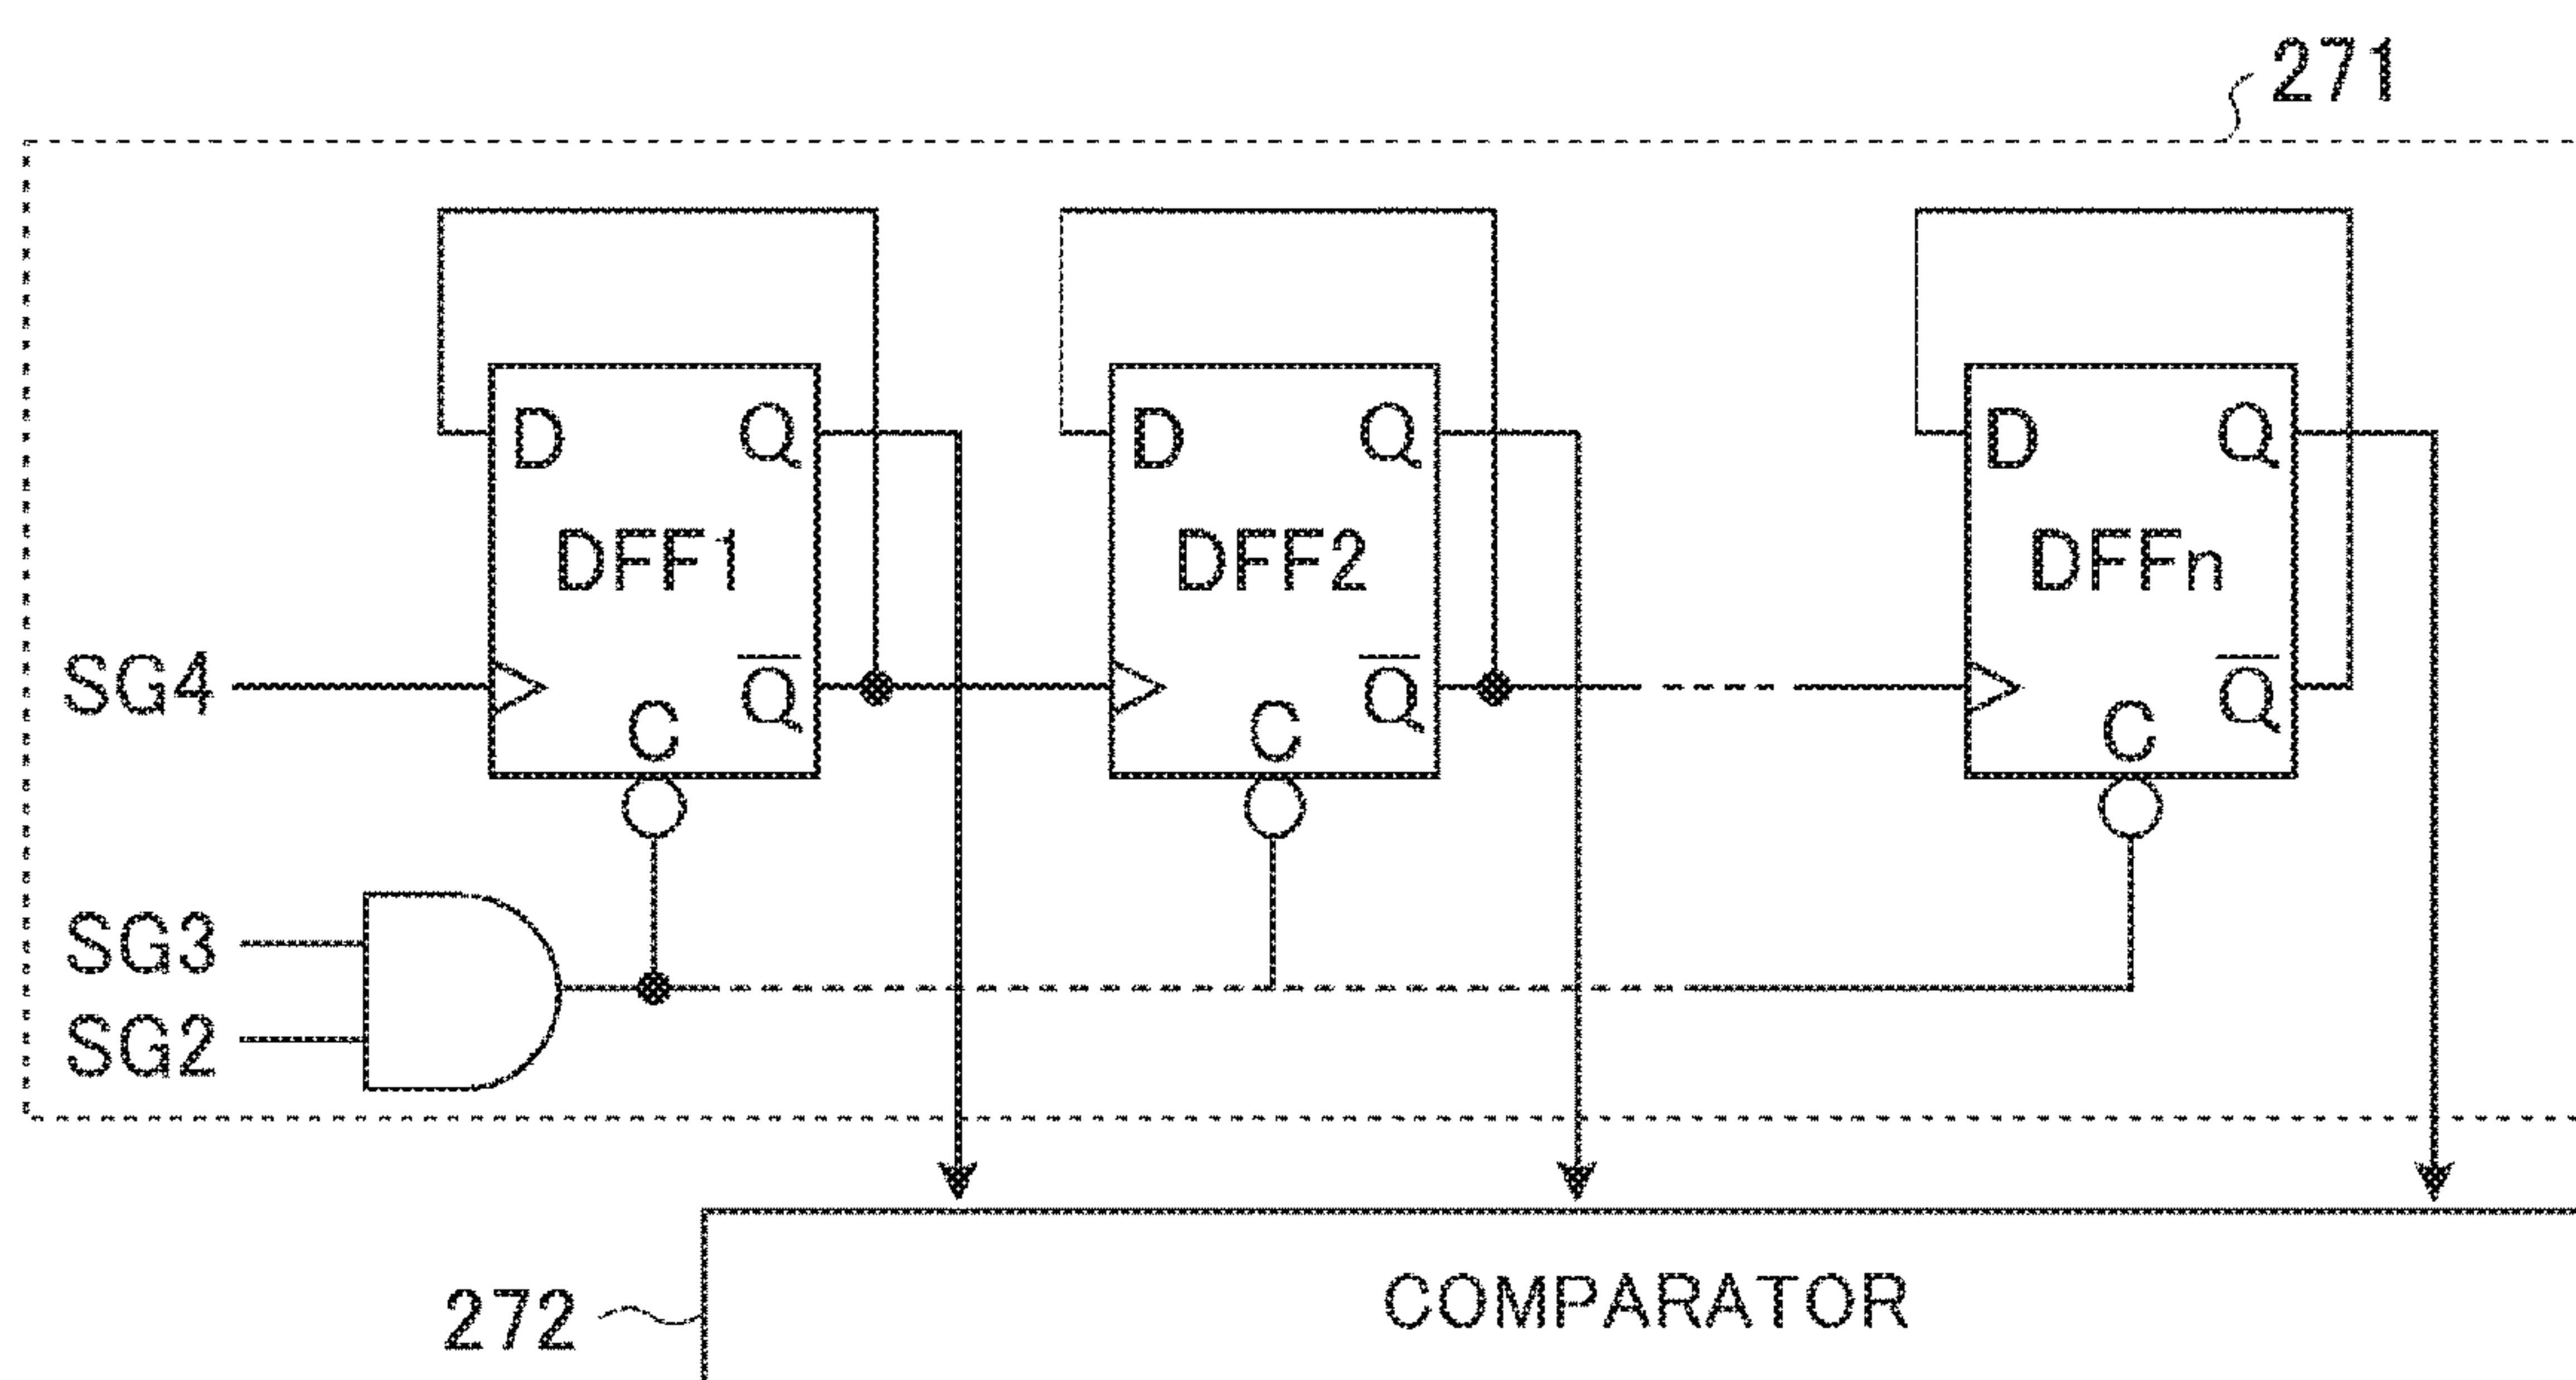 271
D Q D Q D Q
DFF1 DFF2 DFFn
SG4 C Q̅ C Q̅ C Q̅
SG3
SG2
272 COMPARATOR